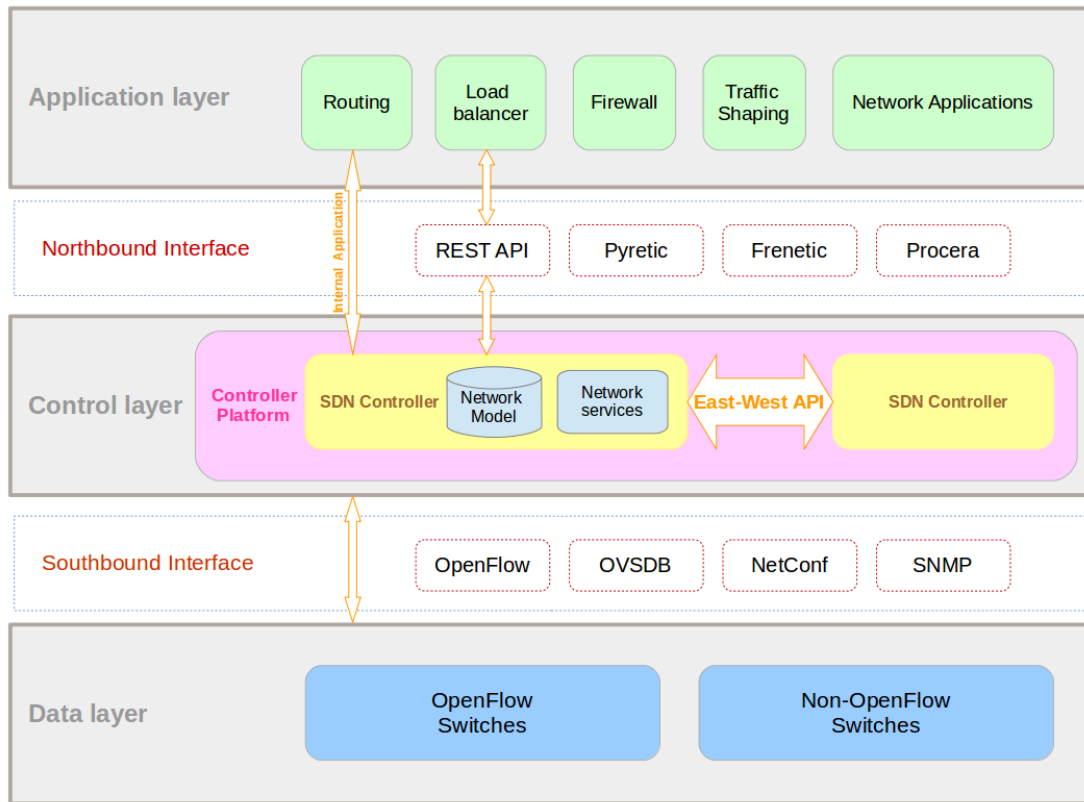 Application layer
Routing
Load
balancer
Firewall
Traffic
Shaping
Network Applications
Internal Application
Northbound Interface
REST API
Pyretic
Frenetic
Procera
Control layer
Controller
Platform
SDN Controller
Network
Model
Network
services
East-West API
SDN Controller
Southbound Interface
OpenFlow
OVSDB
NetConf
SNMP
Data layer
OpenFlow
Switches
Non-OpenFlow
Switches